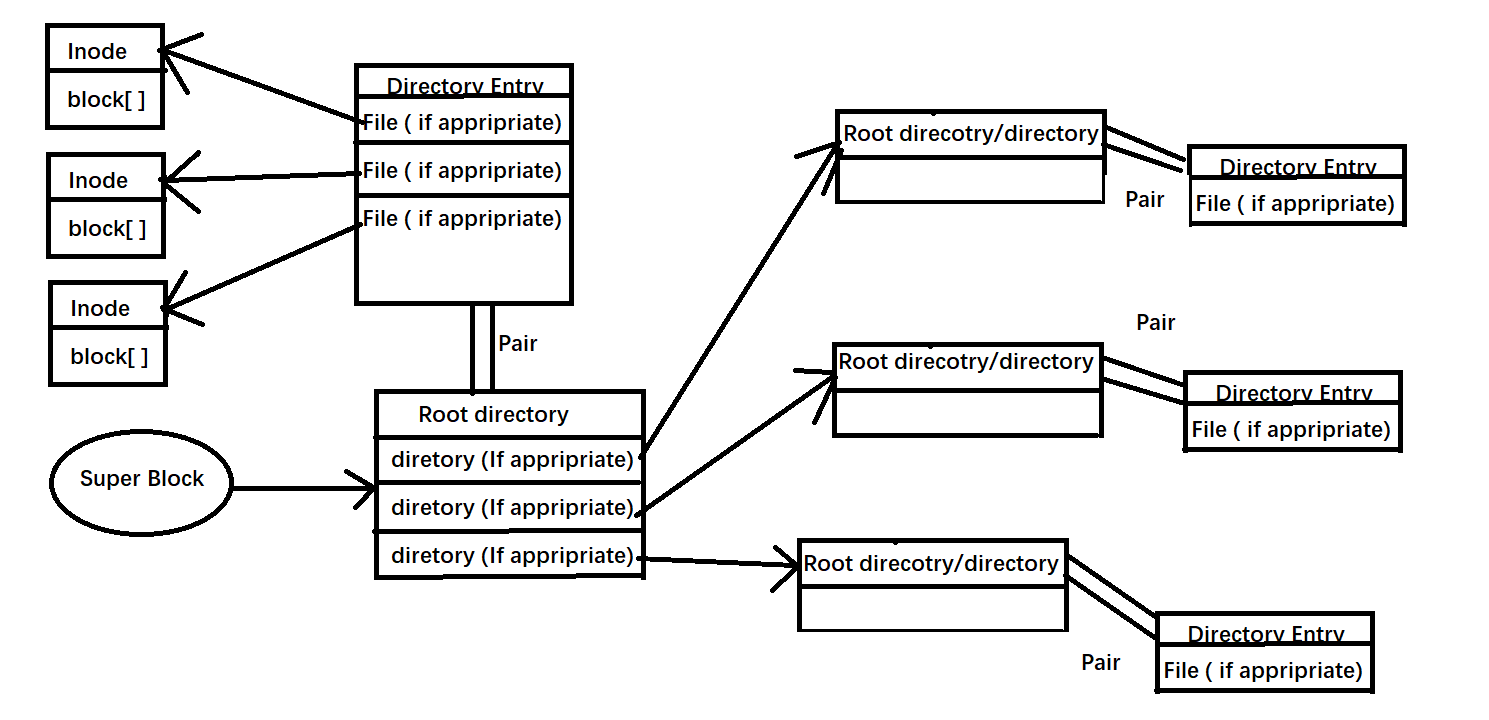 Inode
block[ ]
Inode
block[ ]
Inode
block[ ]
Directory Entry
File ( if appripriate)
File ( if appripriate)
File ( if appripriate)
Pair
Super Block
Root directory
diretory (If appripriate)
diretory (If appripriate)
diretory (If appripriate)
Root direcotry/directory
Pair
Directory Entry
File ( if appripriate)
Root direcotry/directory
Pair
Directory Entry
File ( if appripriate)
Root direcotry/directory
Pair
Directory Entry
File ( if appripriate)